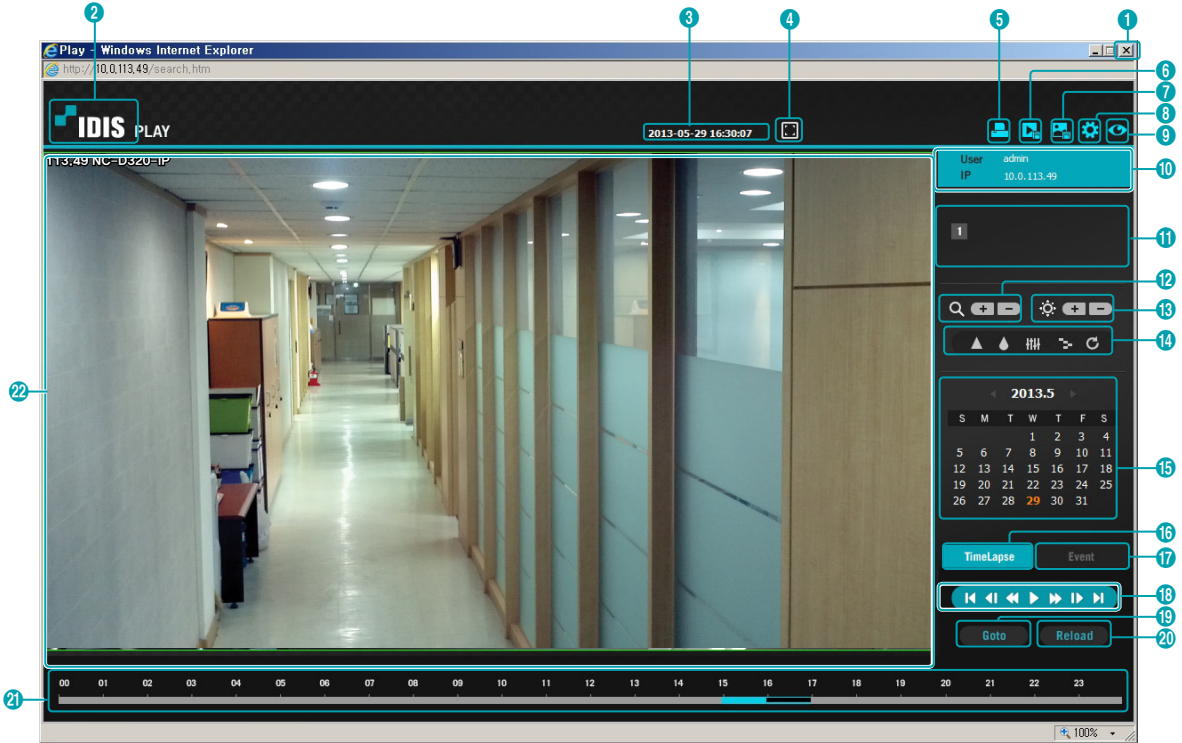 2
3
4
5
1
Play - Windows Internet Explorer
http://10.0.113.49/search.htm
6
7
8
9
IDIS PLAY
2013-05-29 16:30:07
113.49 NC-D320-IP
User admin
IP 10.0.113.49
10
1
11
12
13
14
22
2013.5
S M T W T F S
1 2 3 4
5 6 7 8 9 10 11
12 13 14 15 16 17 18
19 20 21 22 23 24 25
26 27 28 29 30 31
15
16
TimeLapse Event
17
18
19
Goto Reload
20
00 01 02 03 04 05 06 07 08 09 10 11 12 13 14 15 16 17 18 19 20 21 22 23
21
100%